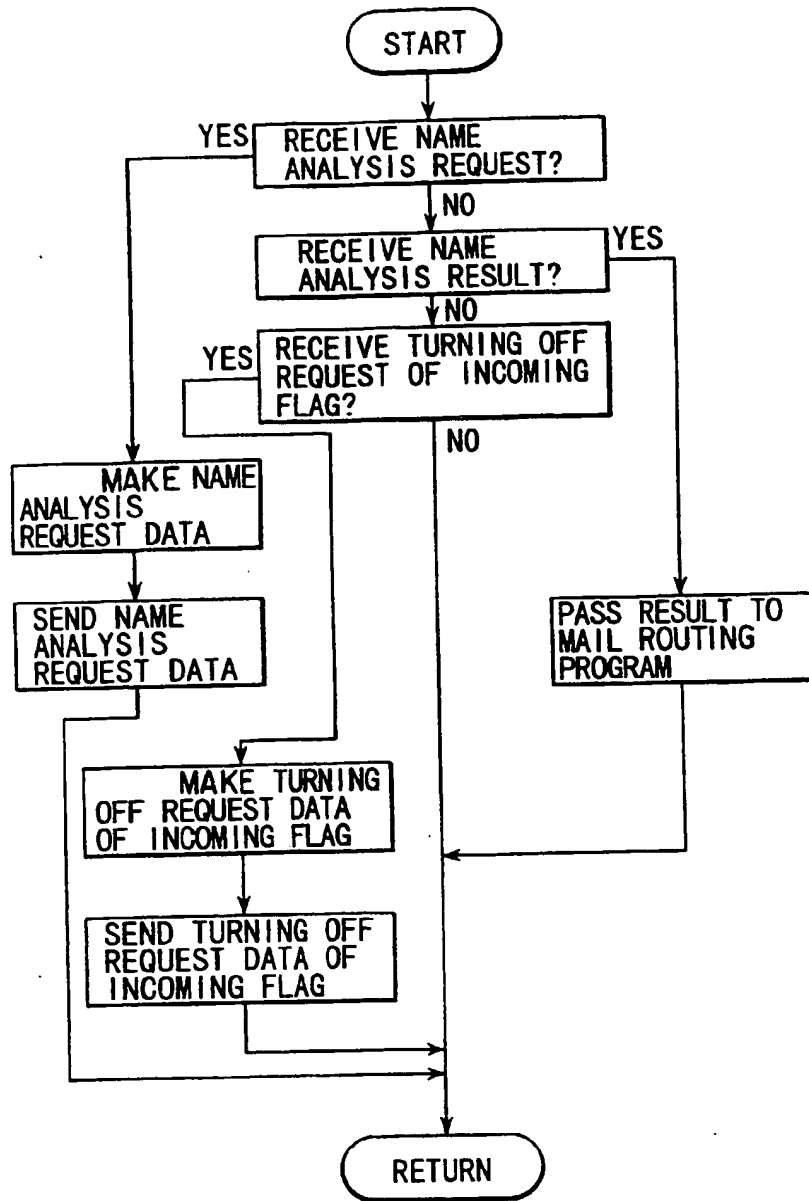 START
YES
RECEIVE NAME
ANALYSIS REQUEST?
NO
RECEIVE NAME
ANALYSIS RESULT?
YES
NO
YES
RECEIVE TURNING OFF
REQUEST OF INCOMING
FLAG?
NO
MAKE NAME
ANALYSIS
REQUEST DATA
SEND NAME
ANALYSIS
REQUEST DATA
PASS RESULT TO
MAIL ROUTING
PROGRAM
MAKE TURNING
OFF REQUEST DATA
OF INCOMING FLAG
SEND TURNING OFF
REQUEST DATA OF
INCOMING FLAG
RETURN